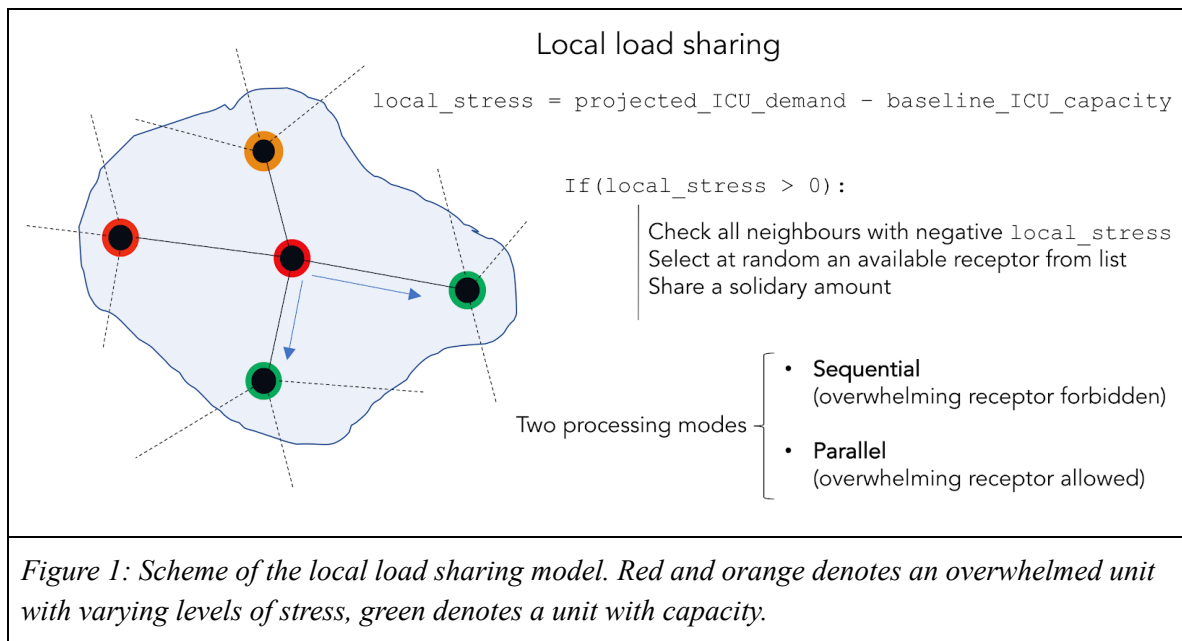 Local load sharing
local_stress = projected_ICU_demand – baseline_ICU_capacity
If(local_stress > 0):
Check all neighbours with negative local_stress
Select at random an available receptor from list
Share a solidary amount
Two processing modes
• Sequential
(overwhelming receptor forbidden)
• Parallel
(overwhelming receptor allowed)
Figure 1: Scheme of the local load sharing model. Red and orange denotes an overwhelmed unit
with varying levels of stress, green denotes a unit with capacity.